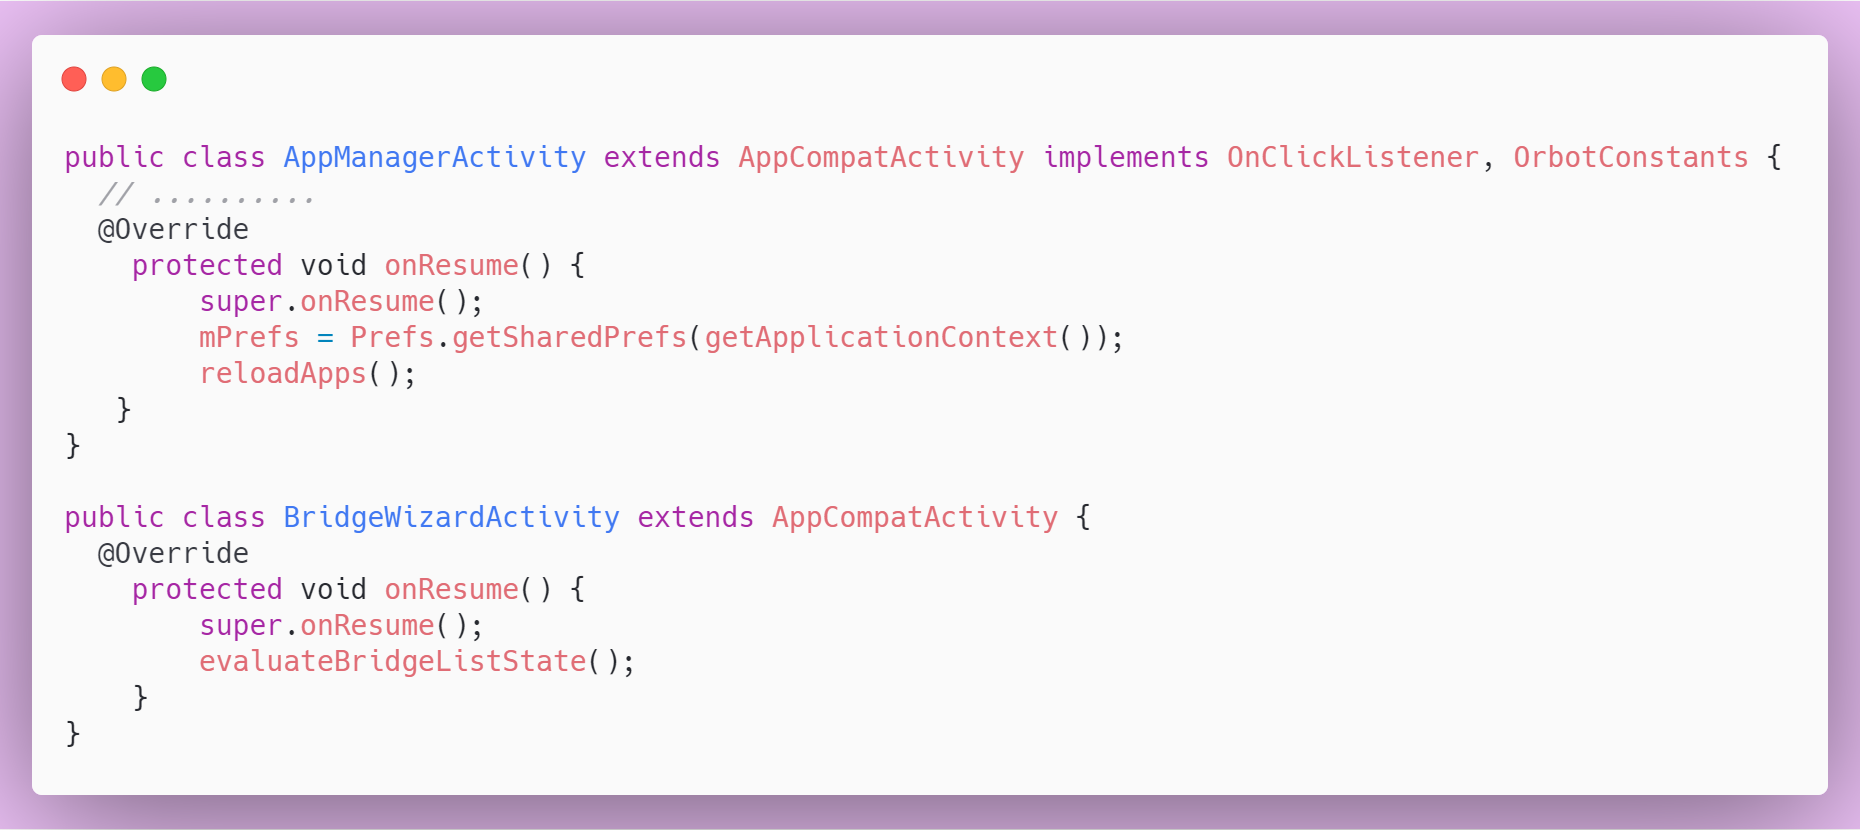 public class AppManagerActivity extends AppCompatActivity implements OnClickListener, OrbotConstants {
  // ..........
  @Override
    protected void onResume() {
        super.onResume();
        mPrefs = Prefs.getSharedPrefs(getApplicationContext());
        reloadApps();
   }
}

public class BridgeWizardActivity extends AppCompatActivity {
  @Override
    protected void onResume() {
        super.onResume();
        evaluateBridgeListState();
    }
}